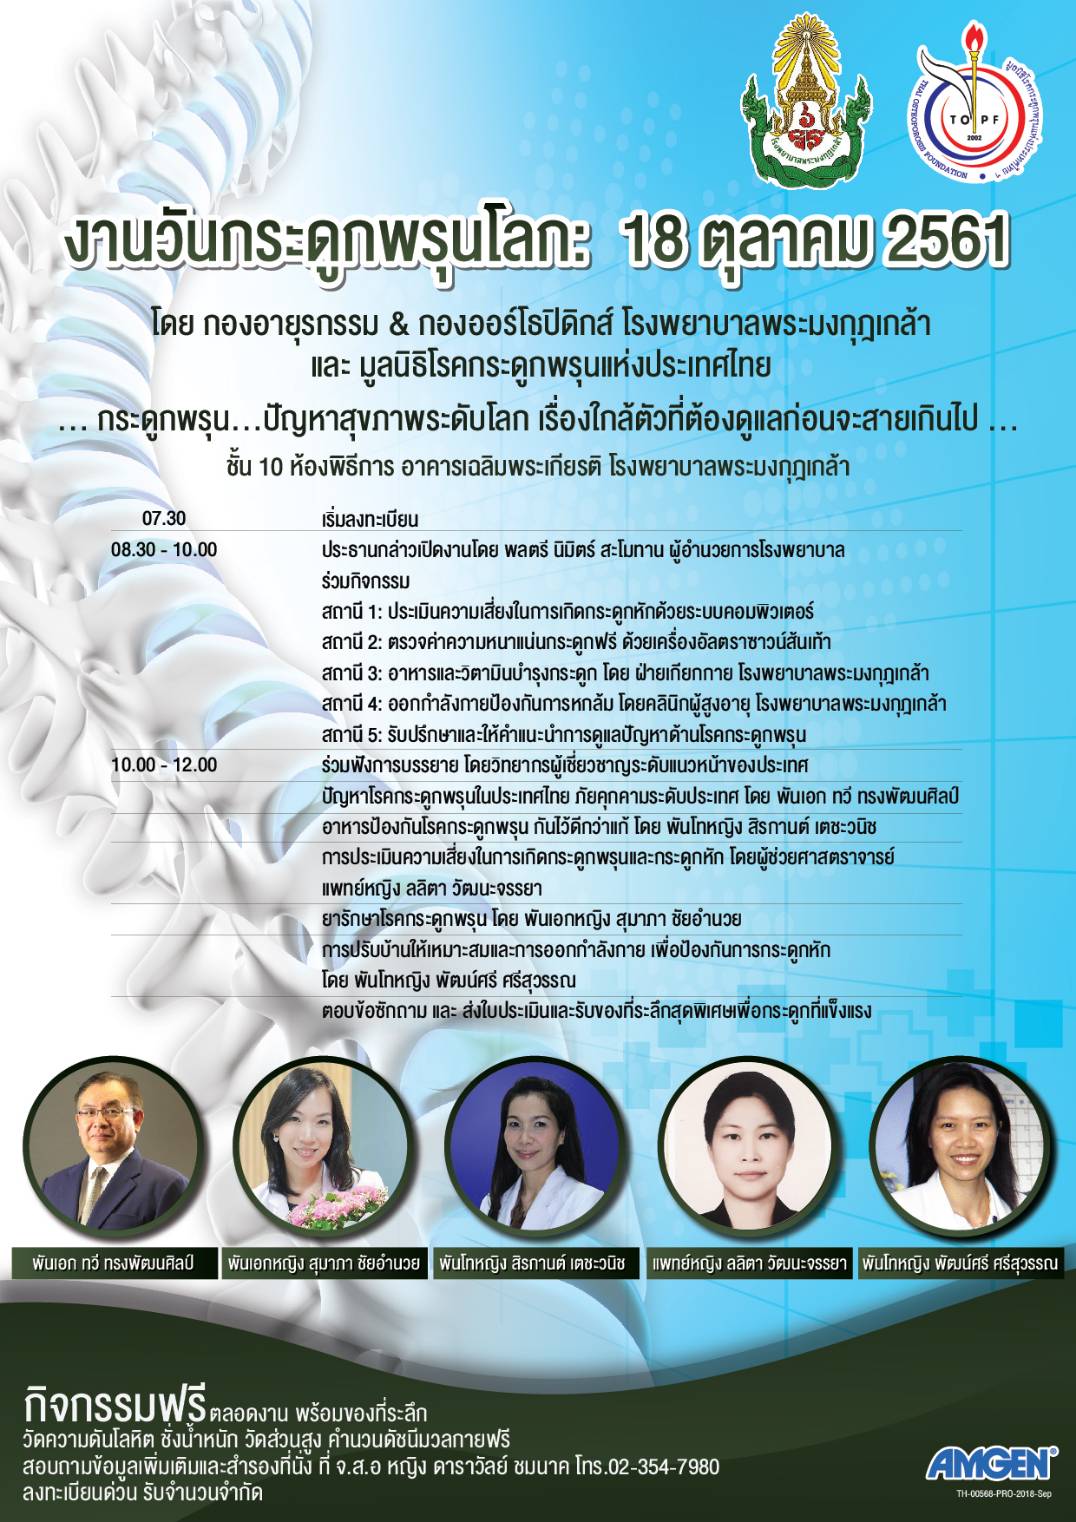 โรงพยาบาลพระมงกุฎเกล้า
THAI OSTEOPOROSIS FOUNDATION
มูลนิธิโรคกระดูกพรุนแห่งประเทศไทย ฯ
TOPF
2002
งานวันกระดูกพรุนโลก: 18 ตุลาคม 2561
โดย กองอายุรกรรม & กองออร์โธปิดิกส์ โรงพยาบาลพระมงกุฎเกล้า
และ มูลนิธิโรคกระดูกพรุนแห่งประเทศไทย
... กระดูกพรุน...ปัญหาสุขภาพระดับโลก เรื่องใกล้ตัวที่ต้องดูแลก่อนจะสายเกินไป ...
ชั้น 10 ห้องพิธีการ อาคารเฉลิมพระเกียรติ โรงพยาบาลพระมงกุฎเกล้า
07.30 เริ่มลงทะเบียน
08.30 - 10.00 ประธานกล่าวเปิดงานโดย พลตรี นิมิตร์ สะโมทาน ผู้อำนวยการโรงพยาบาล
ร่วมกิจกรรม
สถานี 1: ประเมินความเสี่ยงในการเกิดกระดูกหักด้วยระบบคอมพิวเตอร์
สถานี 2: ตรวจค่าความหนาแน่นกระดูกฟรี ด้วยเครื่องอัลตราซาวน์ส้นเท้า
สถานี 3: อาหารและวิตามินบำรุงกระดูก โดย ฝ่ายเกียกกาย โรงพยาบาลพระมงกุฎเกล้า
สถานี 4: ออกกำลังกายป้องกันการหกล้ม โดยคลินิกผู้สูงอายุ โรงพยาบาลพระมงกุฎเกล้า
สถานี 5: รับปรึกษาและให้คำแนะนำการดูแลปัญหาด้านโรคกระดูกพรุน
10.00 - 12.00 ร่วมฟังการบรรยาย โดยวิทยากรผู้เชี่ยวชาญระดับแนวหน้าของประเทศ
ปัญหาโรคกระดูกพรุนในประเทศไทย ภัยคุกคามระดับประเทศ โดย พันเอก ทวี ทรงพัฒนศิลป์
อาหารป้องกันโรคกระดูกพรุน กันไว้ดีกว่าแก้ โดย พันโทหญิง สิรกานต์ เตชะวนิช
การประเมินความเสี่ยงในการเกิดกระดูกพรุนและกระดูกหัก โดยผู้ช่วยศาสตราจารย์
แพทย์หญิง ลลิตา วัฒนะจรรยา
ยารักษาโรคกระดูกพรุน โดย พันเอกหญิง สุมาภา ชัยอำนวย
การปรับบ้านให้เหมาะสมและการออกกำลังกาย เพื่อป้องกันการกระดูกหัก
โดย พันโทหญิง พัฒน์ศรี ศรีสุวรรณ
ตอบข้อซักถาม และ ส่งใบประเมินและรับของที่ระลึกสุดพิเศษเพื่อกระดูกที่แข็งแรง
พันเอก ทวี ทรงพัฒนศิลป์
พันเอกหญิง สุมาภา ชัยอำนวย
พันโทหญิง สิรกานต์ เตชะวนิช
แพทย์หญิง ลลิตา วัฒนะจรรยา
พันโทหญิง พัฒน์ศรี ศรีสุวรรณ
กิจกรรมฟรี ตลอดงาน พร้อมของที่ระลึก
วัดความดันโลหิต ชั่งน้ำหนัก วัดส่วนสูง คำนวนดัชนีมวลกายฟรี
สอบถามข้อมูลเพิ่มเติมและสำรองที่นั่ง ที่ จ.ส.อ หญิง ดาราวัลย์ ชมนาค โทร.02-354-7980
ลงทะเบียนด่วน รับจำนวนจำกัด
AMGEN®
TH-00568-PRO-2018-Sep